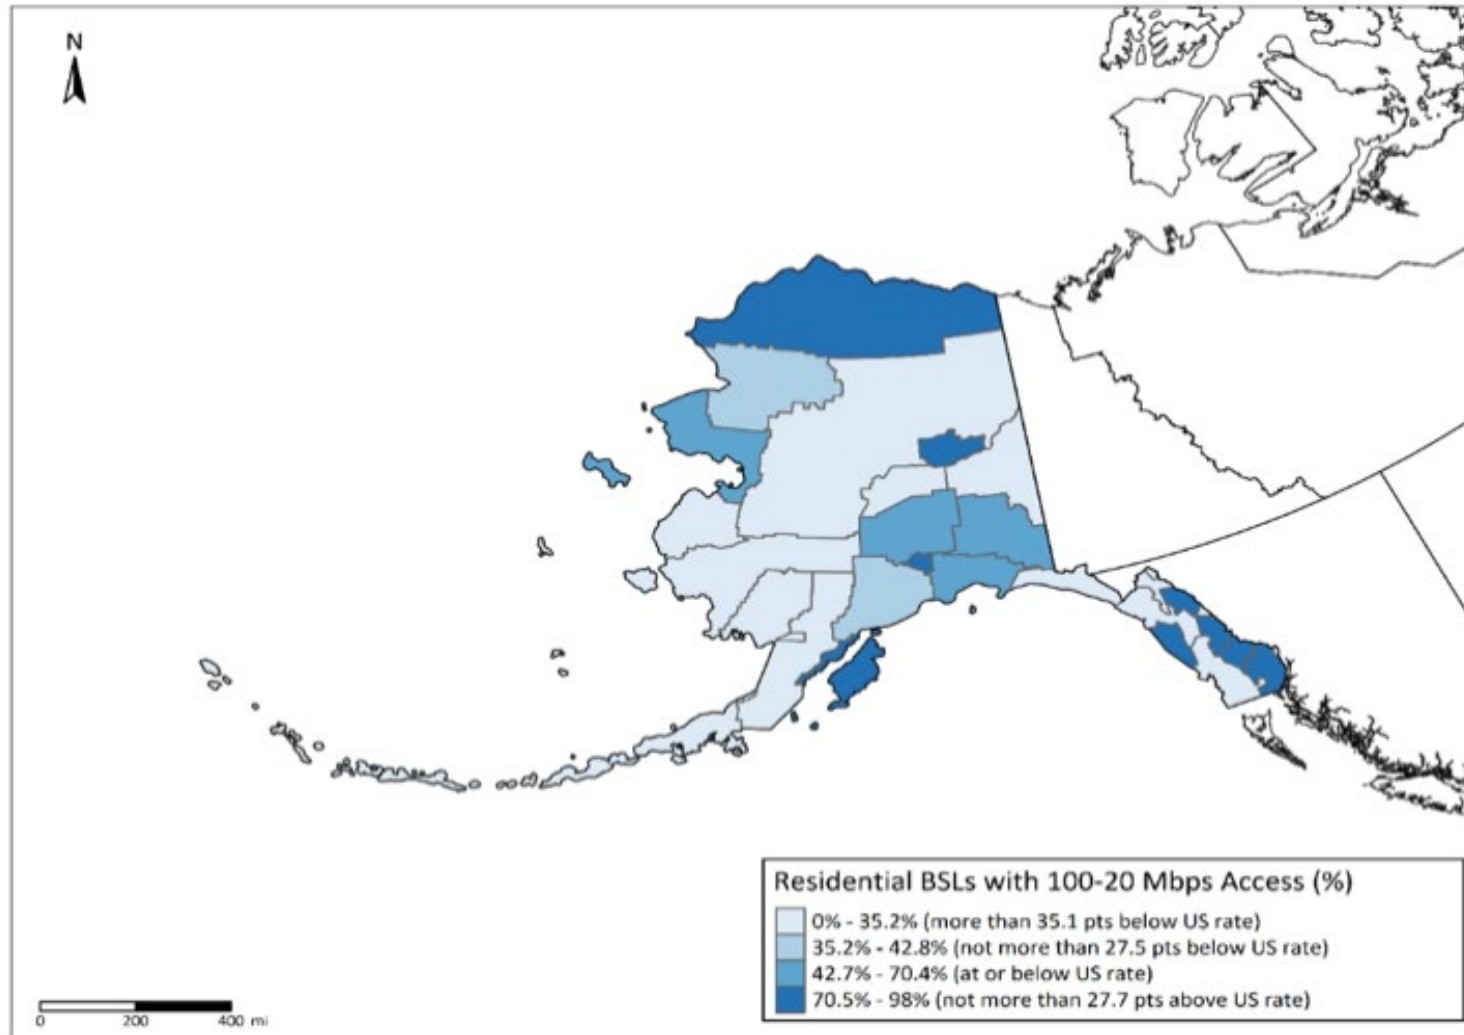 N
Residential BSLs with 100-20 Mbps Access (%)
0% - 35.2% (more than 35.1 pts below US rate)
35.2% - 42.8% (not more than 27.5 pts below US rate)
42.7% - 70.4% (at or below US rate)
70.5% - 98% (not more than 27.7 pts above US rate)
0 200 400 mi